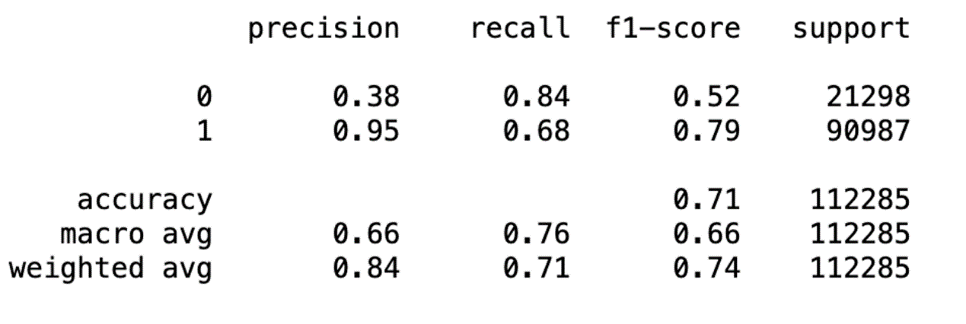 precision recall f1-score support
0 0.38 0.84 0.52 21298
1 0.95 0.68 0.79 90987
accuracy 0.71 112285
macro avg 0.66 0.76 0.66 112285
weighted avg 0.84 0.71 0.74 112285